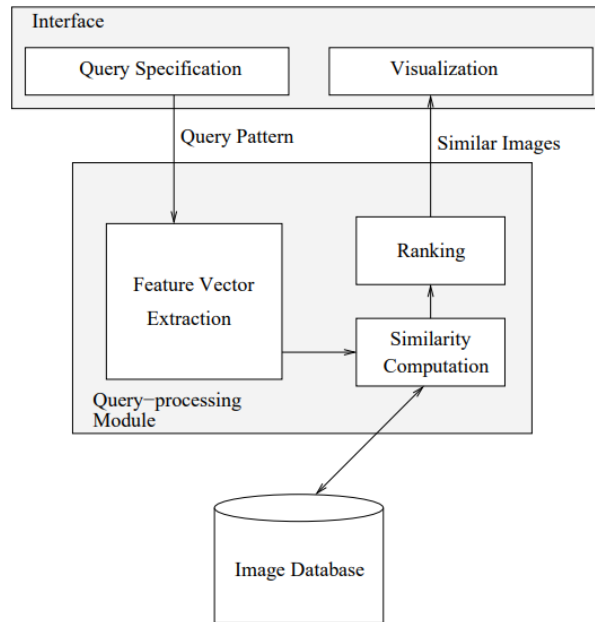 Interface
Query Specification
Visualization
Query Pattern
Similar Images
Feature Vector
Extraction
Ranking
Similarity
Computation
Query−processing
Module
Image Database